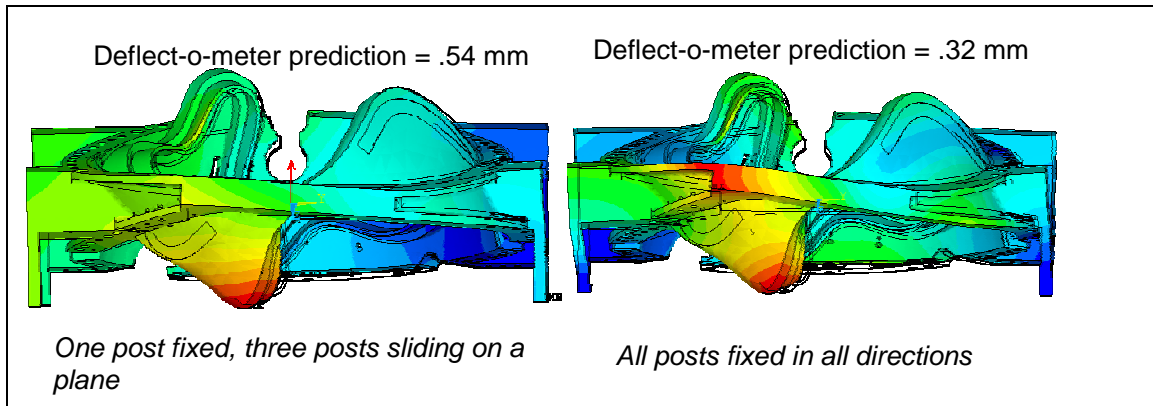 Deflect-o-meter prediction = .54 mm
Deflect-o-meter prediction = .32 mm
One post fixed, three posts sliding on a
plane
All posts fixed in all directions